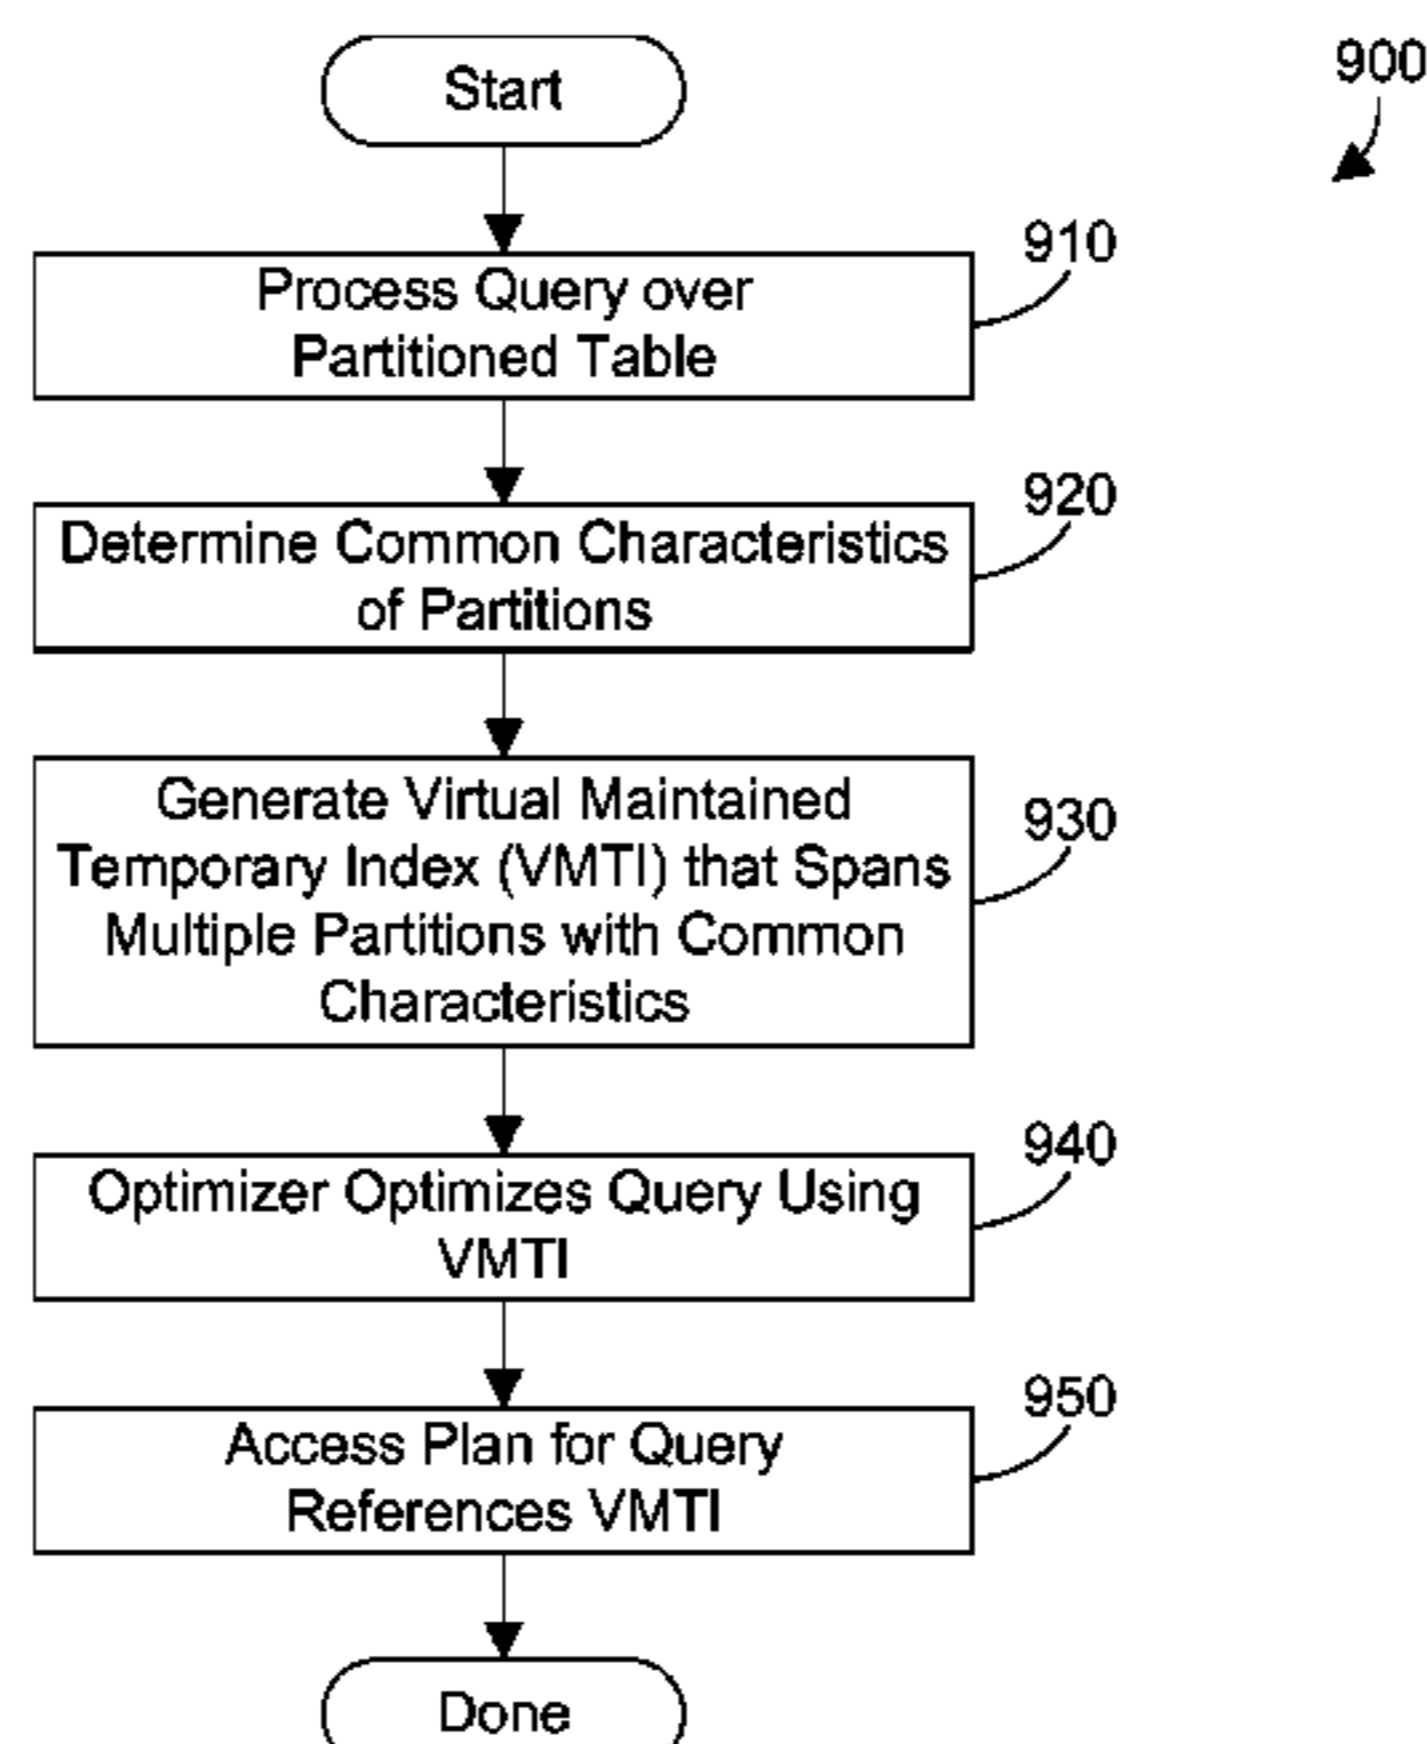 Start
900
910
Process Query over
Partitioned Table
920
Determine Common Characteristics
of Partitions
Generate Virtual Maintained
930
Temporary Index (VMTI) that Spans
Multiple Partitions with Common
Characteristics
940
Optimizer Optimizes Query Using
VMTI
950
Access Plan for Query
References VMTI
Done